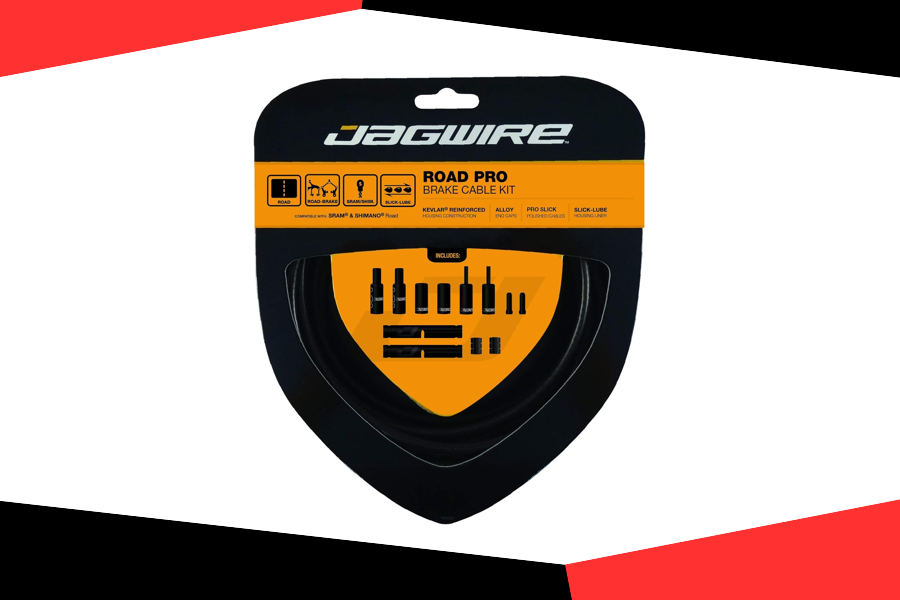 JAGWIRE™
ROAD PRO
BRAKE CABLE KIT
ROAD
ROAD-BRAKE
SRAM/SHIM.
SLICK-LUBE
COMPATIBLE WITH: SRAM® & SHIMANO® Road
KEVLAR® REINFORCED
HOUSING CONSTRUCTION
ALLOY
END CAPS
PRO SLICK
POLISHED CABLES
SLICK-LUBE
HOUSING LINER
INCLUDES: